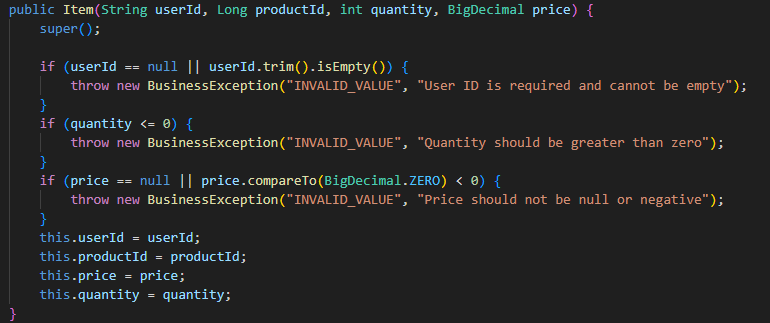 public Item(String userId, Long productId, int quantity, BigDecimal price) {
    super();

    if (userId == null || userId.trim().isEmpty()) {
        throw new BusinessException("INVALID_VALUE", "User ID is required and cannot be empty");
    }
    if (quantity <= 0) {
        throw new BusinessException("INVALID_VALUE", "Quantity should be greater than zero");
    }
    if (price == null || price.compareTo(BigDecimal.ZERO) < 0) {
        throw new BusinessException("INVALID_VALUE", "Price should not be null or negative");
    }
    this.userId = userId;
    this.productId = productId;
    this.price = price;
    this.quantity = quantity;
}